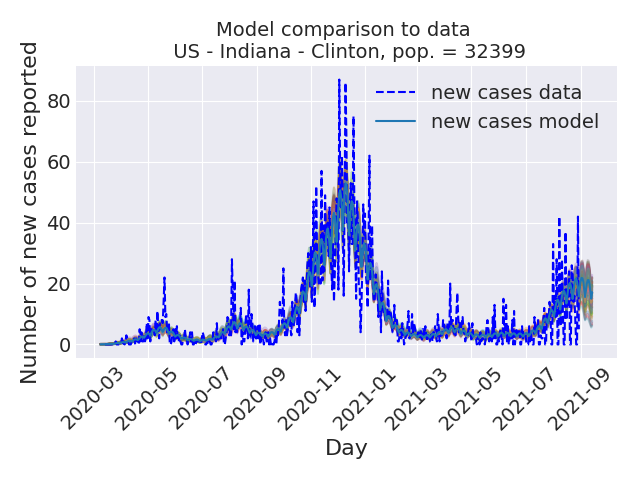 Model comparison to data
US - Indiana - Clinton, pop. = 32399
new cases data
new cases model
Number of new cases reported
80
60
40
20
0
2020-03
2020-05
2020-07
2020-09
2020-11
2021-01
2021-03
2021-05
2021-07
2021-09
Day